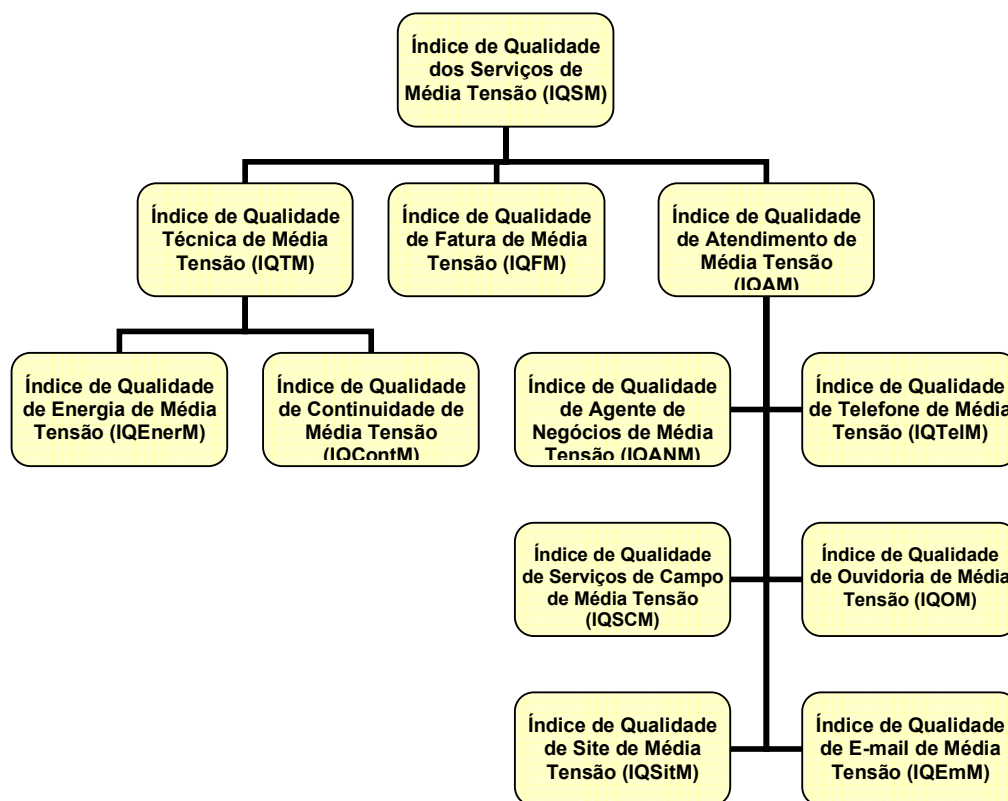 Índice de Qualidade
dos Serviços de
Média Tensão (IQSM)
Índice de Qualidade
Técnica de Média
Tensão (IQTM)
Índice de Qualidade
de Fatura de Média
Tensão (IQFM)
Índice de Qualidade
de Atendimento de
Média Tensão
(IQAM)
Índice de Qualidade
de Energia de Média
Tensão (IQEnerM)
Índice de Qualidade
de Continuidade de
Média Tensão
(IQContM)
Índice de Qualidade
de Agente de
Negócios de Média
Tensão (IQANM)
Índice de Qualidade
de Telefone de Média
Tensão (IQTelM)
Índice de Qualidade
de Serviços de Campo
de Média Tensão
(IQSCM)
Índice de Qualidade
de Ouvidoria de Média
Tensão (IQOM)
Índice de Qualidade
de Site de Média
Tensão (IQSitM)
Índice de Qualidade
de E-mail de Média
Tensão (IQEmM)